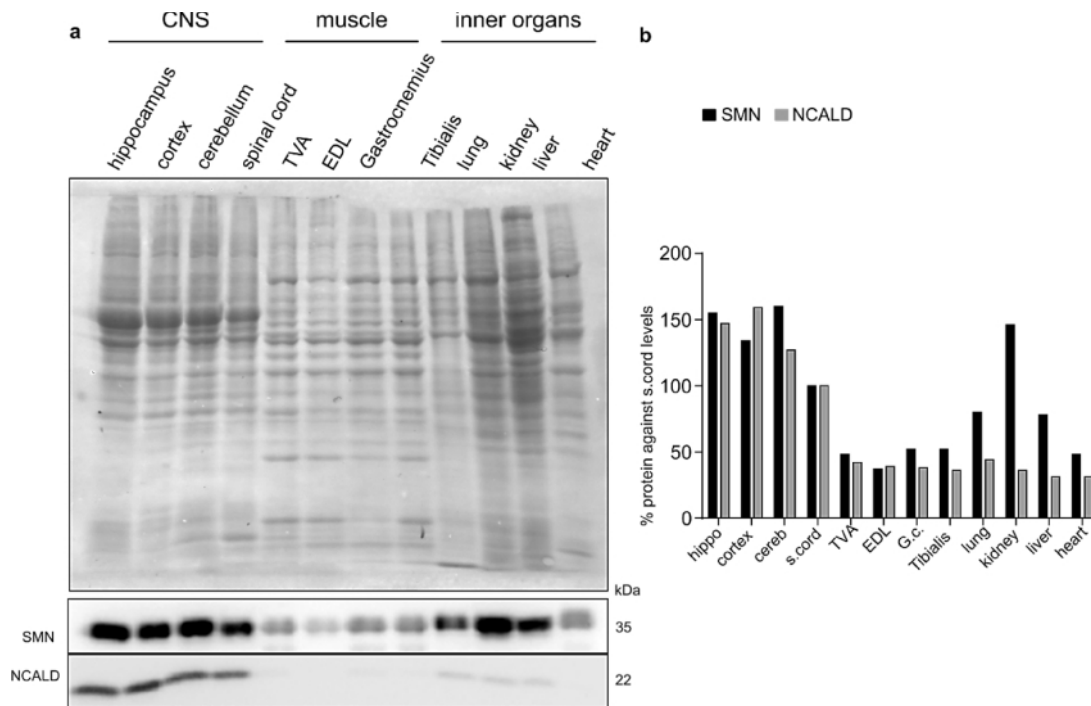 a
CNS
muscle
inner organs
hippocampus
cortex
cerebellum
spinal cord
TVA
EDL
Gastrocnemius
Tibialis
lung
kidney
liver
heart
kDa
SMN
35
NCALD
22
b
SMN NCALD
% protein against s.cord levels
200
150
100
50
0
hippo
cortex
cereb
s.cord
TVA
EDL
G.c.
Tibialis
lung
kidney
liver
heart